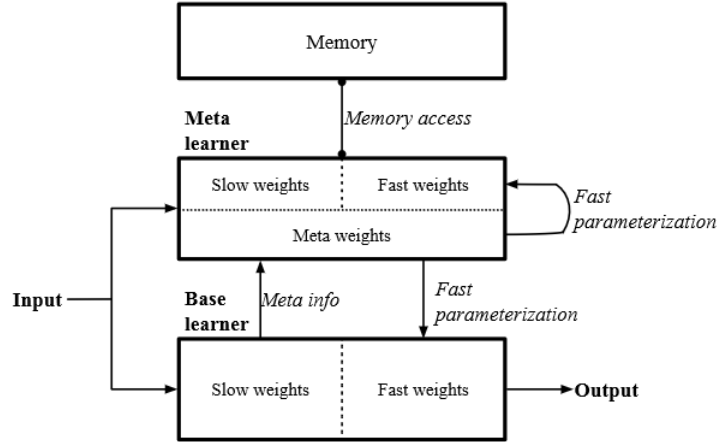 Memory
Meta
learner
Memory access
Slow weights
Fast weights
Meta weights
Fast
parameterization
Input
Base
learner
Meta info
Fast
parameterization
Slow weights
Fast weights
Output